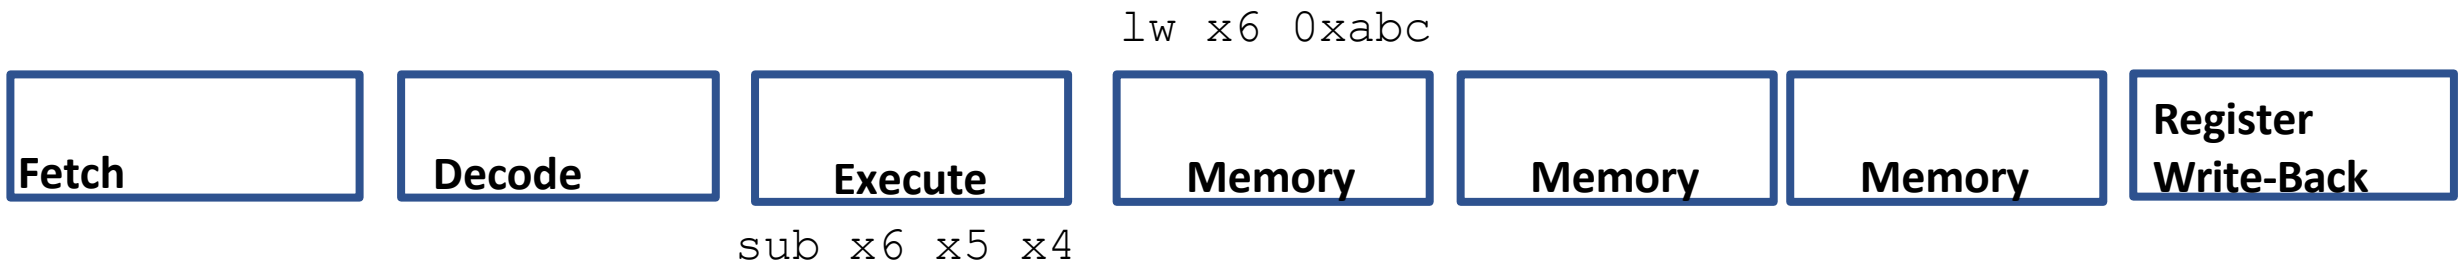 lw x6 0xabc
Fetch
Decode
Execute
Memory
Memory
Memory
Register
Write-Back
sub x6 x5 x4